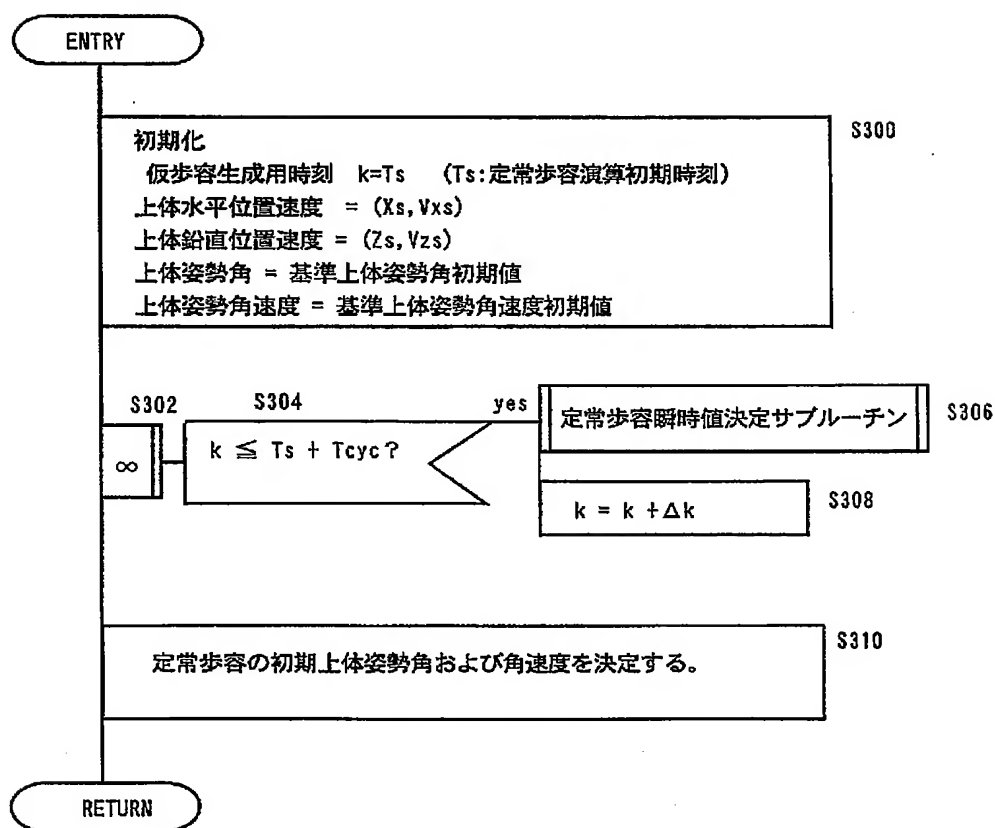 ENTRY
S300
初期化
仮歩容生成用時刻 k=Ts (Ts:定常歩容演算初期時刻)
上体水平位置速度 = (Xs,Vxs)
上体鉛直位置速度 = (Zs,Vzs)
上体姿勢角 = 基準上体姿勢角初期値
上体姿勢角速度 = 基準上体姿勢角速度初期値
S302
∞
S304
k ≦ Ts + Tcyc?
yes
定常歩容瞬時値決定サブルーチン
S306
k = k +Δk
S308
S310
定常歩容の初期上体姿勢角および角速度を決定する。
RETURN